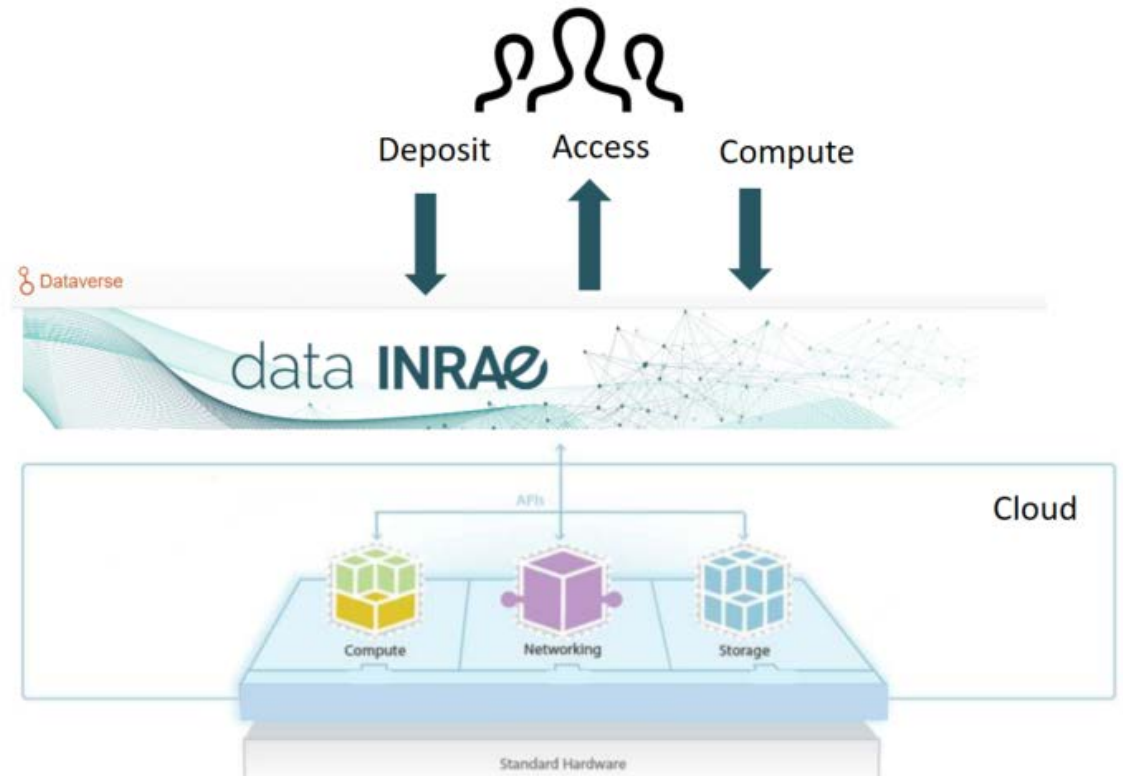 Deposit Access Compute
Dataverse
data INRAE
APIs
Cloud
Compute Networking Storage
Standard Hardware